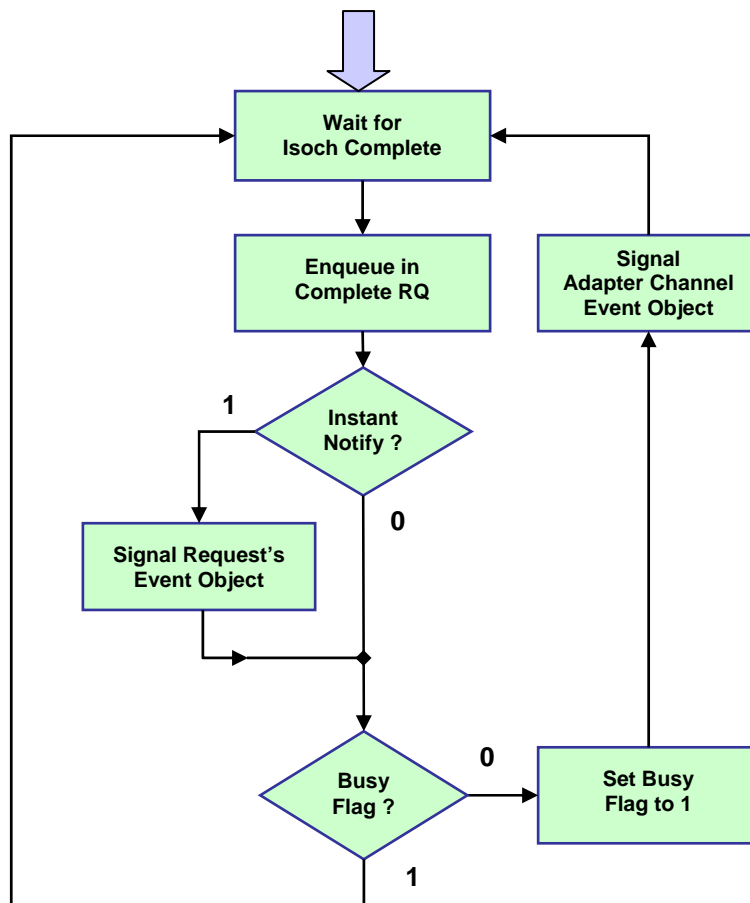 Wait for
Isoch Complete
Enqueue in
Complete RQ
Signal
Adapter Channel
Event Object
1
Instant
Notify ?
0
Signal Request’s
Event Object
Busy
Flag ?
0
Set Busy
Flag to 1
1